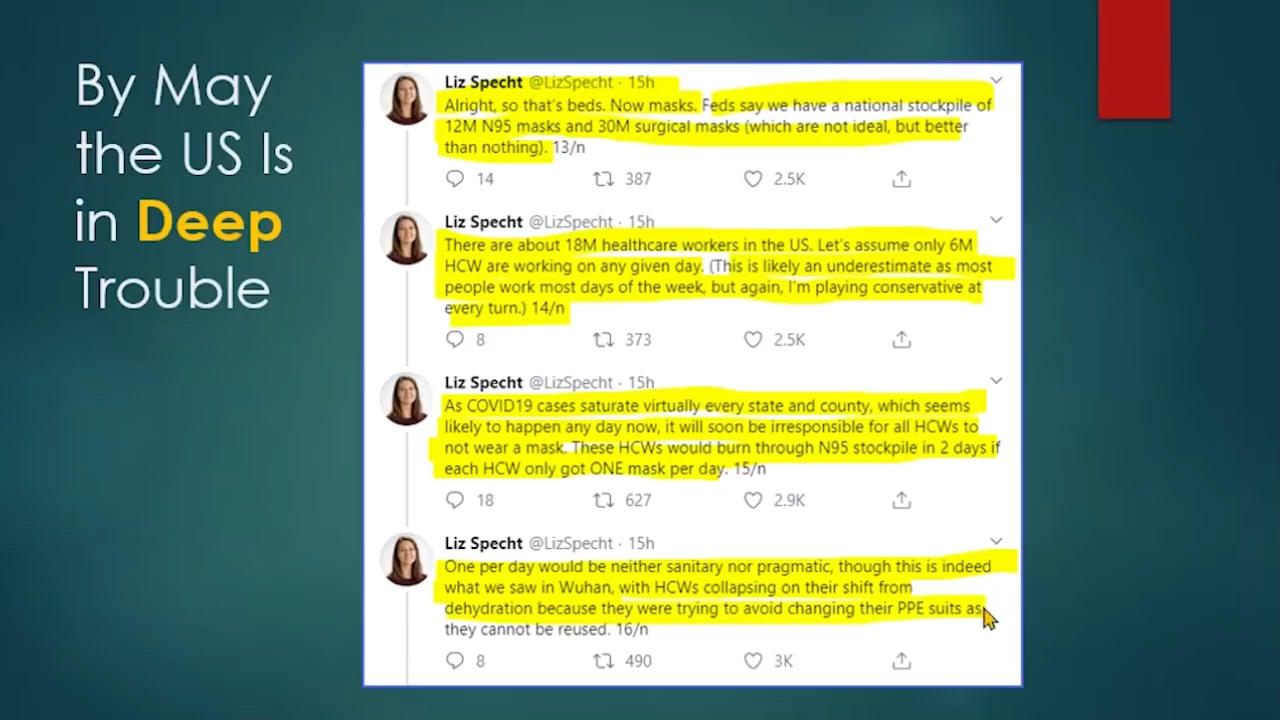 By May
the US Is
in Deep
Trouble
Liz Specht @LizSpecht · 15h
Alright, so that's beds. Now masks. Feds say we have a national stockpile of
12M N95 masks and 30M surgical masks (which are not ideal, but better
than nothing). 13/n
14 387 2.5K
Liz Specht @LizSpecht · 15h
There are about 18M healthcare workers in the US. Let's assume only 6M
HCW are working on any given day. (This is likely an underestimate as most
people work most days of the week, but again, I'm playing conservative at
every turn.) 14/n
8 373 2.5K
Liz Specht @LizSpecht · 15h
As COVID19 cases saturate virtually every state and county, which seems
likely to happen any day now, it will soon be irresponsible for all HCWs to
not wear a mask. These HCWs would burn through N95 stockpile in 2 days if
each HCW only got ONE mask per day. 15/n
18 627 2.9K
Liz Specht @LizSpecht · 15h
One per day would be neither sanitary nor pragmatic, though this is indeed
what we saw in Wuhan, with HCWs collapsing on their shift from
dehydration because they were trying to avoid changing their PPE suits as
they cannot be reused. 16/n
8 490 3K